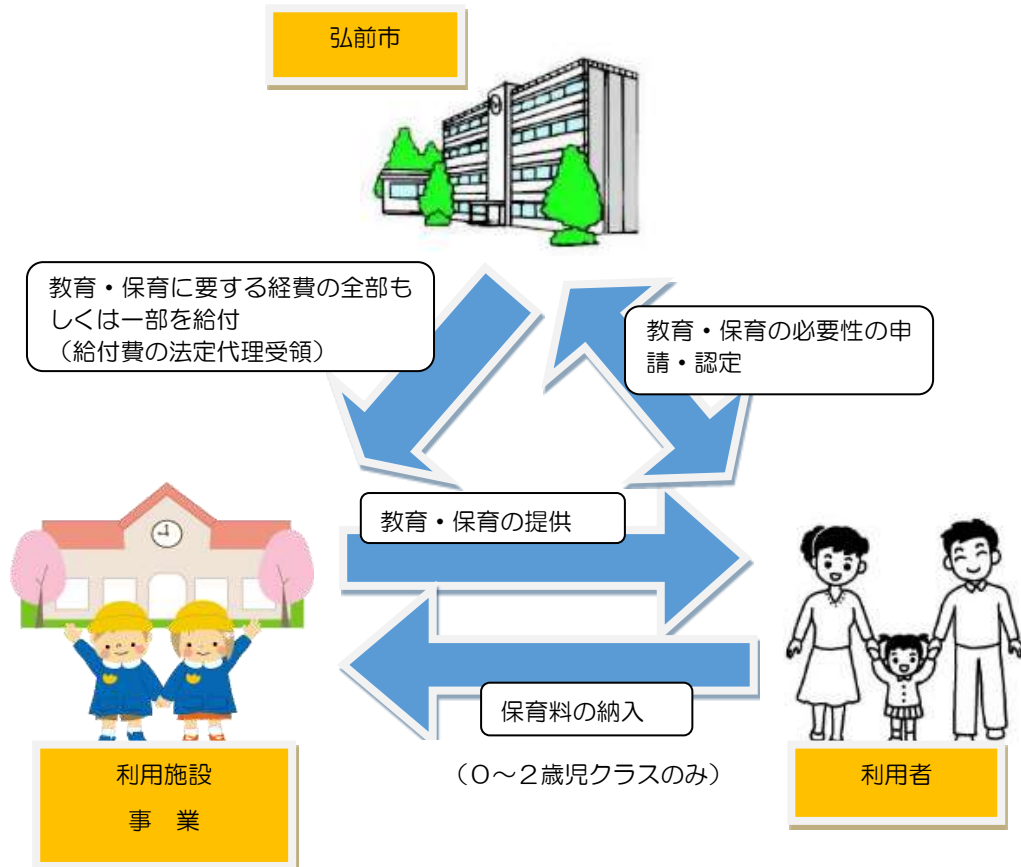 弘前市
教育・保育に要する経費の全部も
しくは一部を給付
（給付費の法定代理受領）
教育・保育の必要性の申
請・認定
教育・保育の提供
保育料の納入
（０～２歳児クラスのみ）
利用施設
事　業
利用者